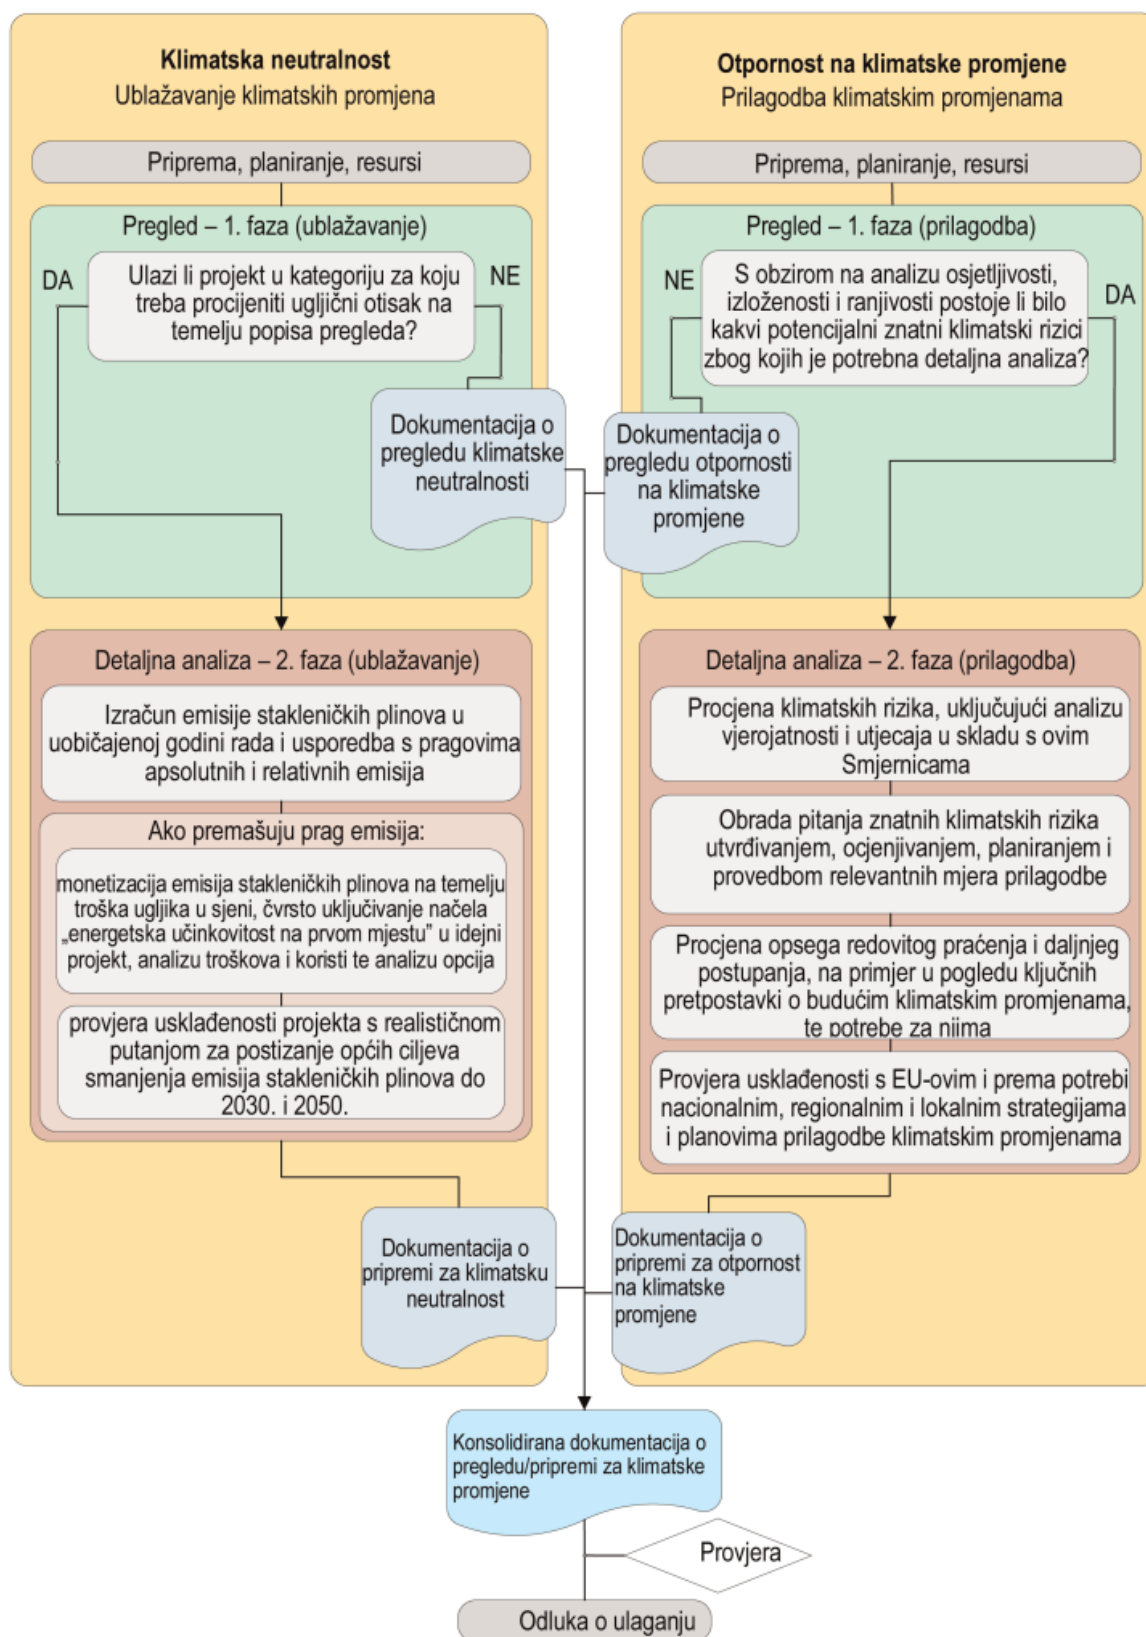 Klimatska neutralnost
Ublažavanje klimatskih promjena
Priprema, planiranje, resursi
Pregled – 1. faza (ublažavanje)
DA
Ulazi li projekt u kategoriju za koju
treba procijeniti ugljični otisak na
temelju popisa pregleda?
NE
Dokumentacija o
pregledu klimatske
neutralnosti
Detaljna analiza – 2. faza (ublažavanje)
Izračun emisije stakleničkih plinova u
uobičajenoj godini rada i usporedba s pragovima
apsolutnih i relativnih emisija
Ako premašuju prag emisija:
monetizacija emisija stakleničkih plinova na temelju
troška ugljika u sjeni, čvrsto uključivanje načela
„energetska učinkovitost na prvom mjestu” u idejni
projekt, analizu troškova i koristi te analizu opcija
provjera usklađenosti projekta s realističnom
putanjom za postizanje općih ciljeva
smanjenja emisija stakleničkih plinova do
2030. i 2050.
Dokumentacija o
pripremi za klimatsku
neutralnost
Otpornost na klimatske promjene
Prilagodba klimatskim promjenama
Priprema, planiranje, resursi
Pregled – 1. faza (prilagodba)
NE
S obzirom na analizu osjetljivosti,
izloženosti i ranjivosti postoje li bilo
kakvi potencijalni znatni klimatski rizici
zbog kojih je potrebna detaljna analiza?
DA
Dokumentacija o
pregledu otpornosti
na klimatske
promjene
Detaljna analiza – 2. faza (prilagodba)
Procjena klimatskih rizika, uključujući analizu
vjerojatnosti i utjecaja u skladu s ovim
Smjernicama
Obrada pitanja znatnih klimatskih rizika
utvrđivanjem, ocjenjivanjem, planiranjem i
provedbom relevantnih mjera prilagodbe
Procjena opsega redovitog praćenja i daljnjeg
postupanja, na primjer u pogledu ključnih
pretpostavki o budućim klimatskim promjenama,
te potrebe za njima
Provjera usklađenosti s EU-ovim i prema potrebi
nacionalnim, regionalnim i lokalnim strategijama
i planovima prilagodbe klimatskim promjenama
Dokumentacija o
pripremi za otpornost
na klimatske
promjene
Konsolidirana dokumentacija o
pregledu/pripremi za klimatske
promjene
Provjera
Odluka o ulaganju